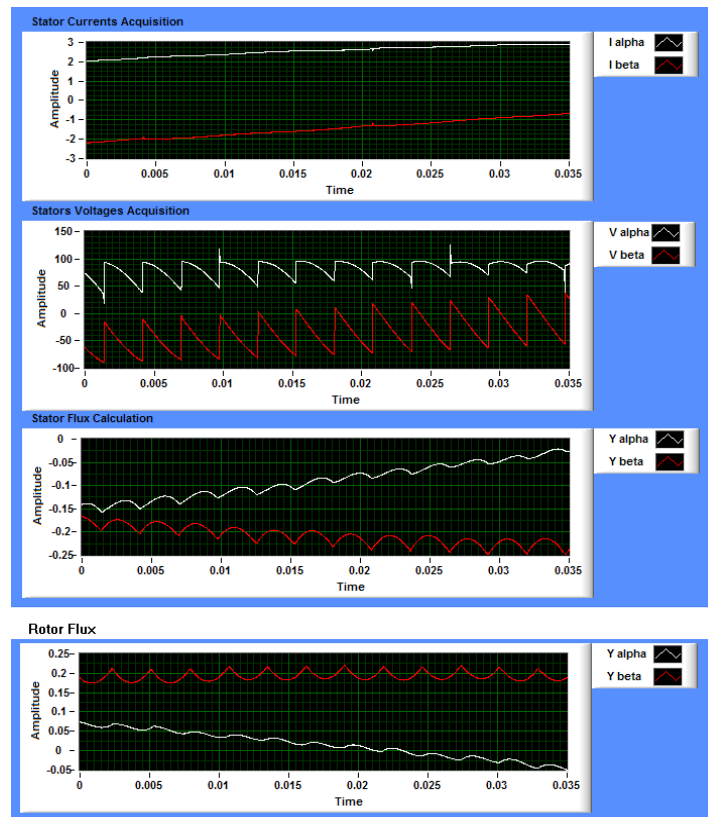 Stator Currents Acquisition
3
2
1
0
-1
-2
-3
Amplitude
0 0.005 0.01 0.015 0.02 0.025 0.03 0.035
Time
I alpha
I beta
Stators Voltages Acquisition
150
100
50
0
-50
-100
Amplitude
0 0.005 0.01 0.015 0.02 0.025 0.03 0.035
Time
V alpha
V beta
Stator Flux Calculation
0
-0.05
-0.1
-0.15
-0.2
-0.25
Amplitude
0 0.005 0.01 0.015 0.02 0.025 0.03 0.035
Time
Y alpha
Y beta
Rotor Flux
0.25
0.2
0.15
0.1
0.05
0
-0.05
Amplitude
0 0.005 0.01 0.015 0.02 0.025 0.03 0.035
Time
Y alpha
Y beta